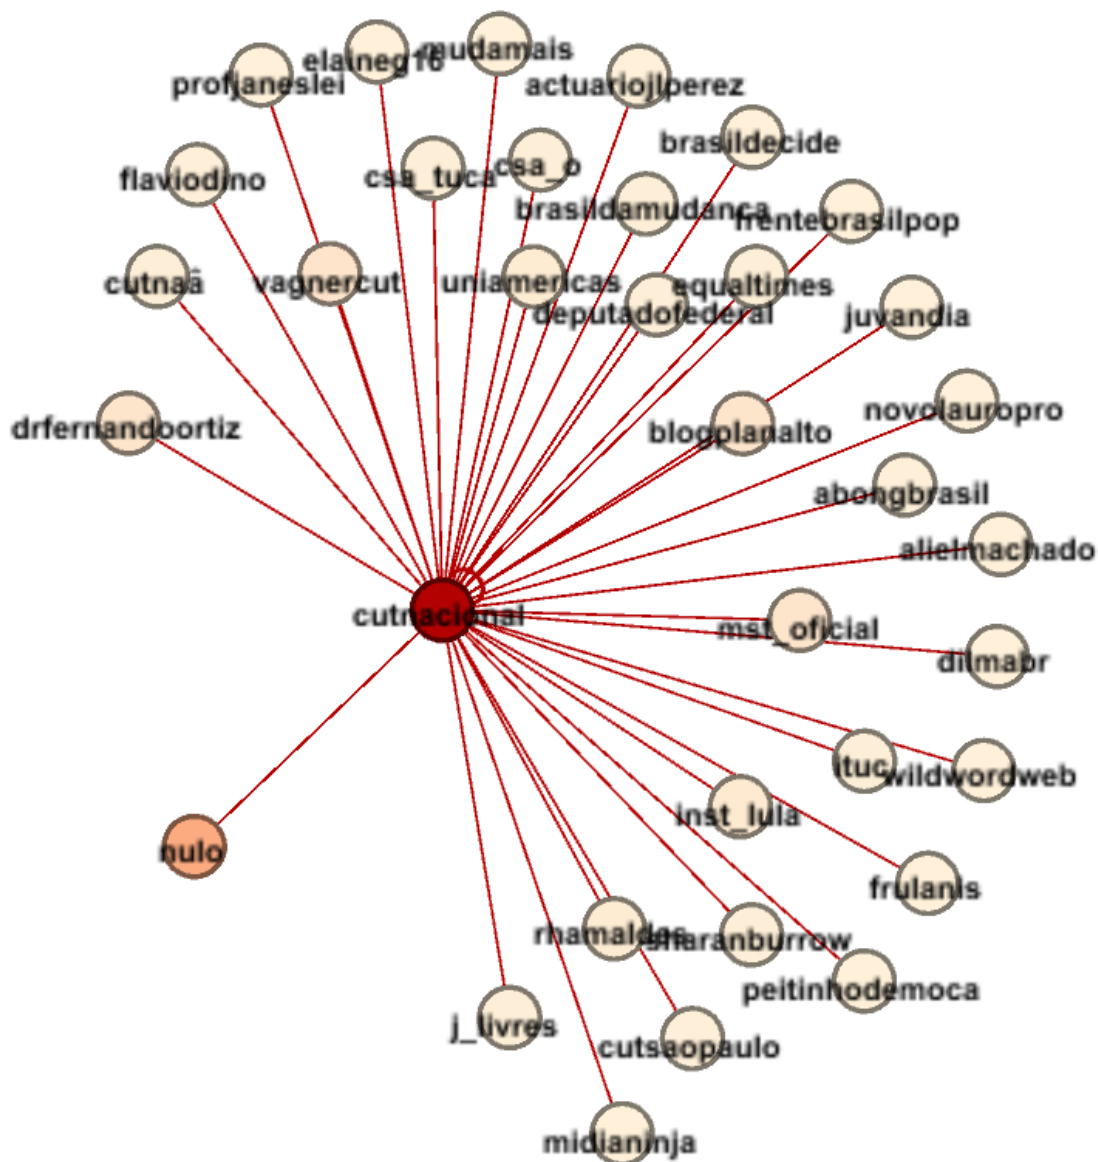 mudamais
elaineg16
profjaneslei
actuariojlperez
brasildecide
csa_o
csa_tuca
flaviodino
brasildamudanca
frentebrasilpop
cutnaâ
vagnercut
uniamericas
equaltimes
deputadofederal
juvandia
novolauropro
drfernandoortiz
blogplanalto
abongbrasil
alielmachado
cutnacional
mst_oficial
dilmabr
ituc
wildwordweb
inst_lula
nulo
frulanis
rhamaldes
sharanburrow
peitinhodemoca
j_livres
cutsaopaulo
midianinja